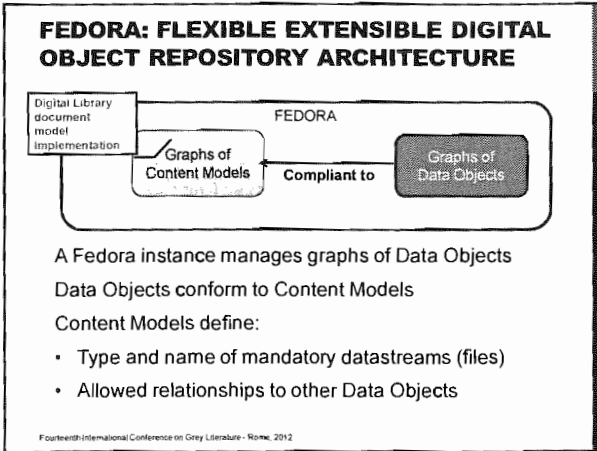 FEDORA: FLEXIBLE EXTENSIBLE DIGITAL
OBJECT REPOSITORY ARCHITECTURE
Digital Library
document
model
implementation
FEDORA
Graphs of
Content Models
Compliant to
Graphs of
Data Objects
A Fedora instance manages graphs of Data Objects
Data Objects conform to Content Models
Content Models define:
• Type and name of mandatory datastreams (files)
• Allowed relationships to other Data Objects
Fourteenth International Conference on Grey Literature - Rome, 2012